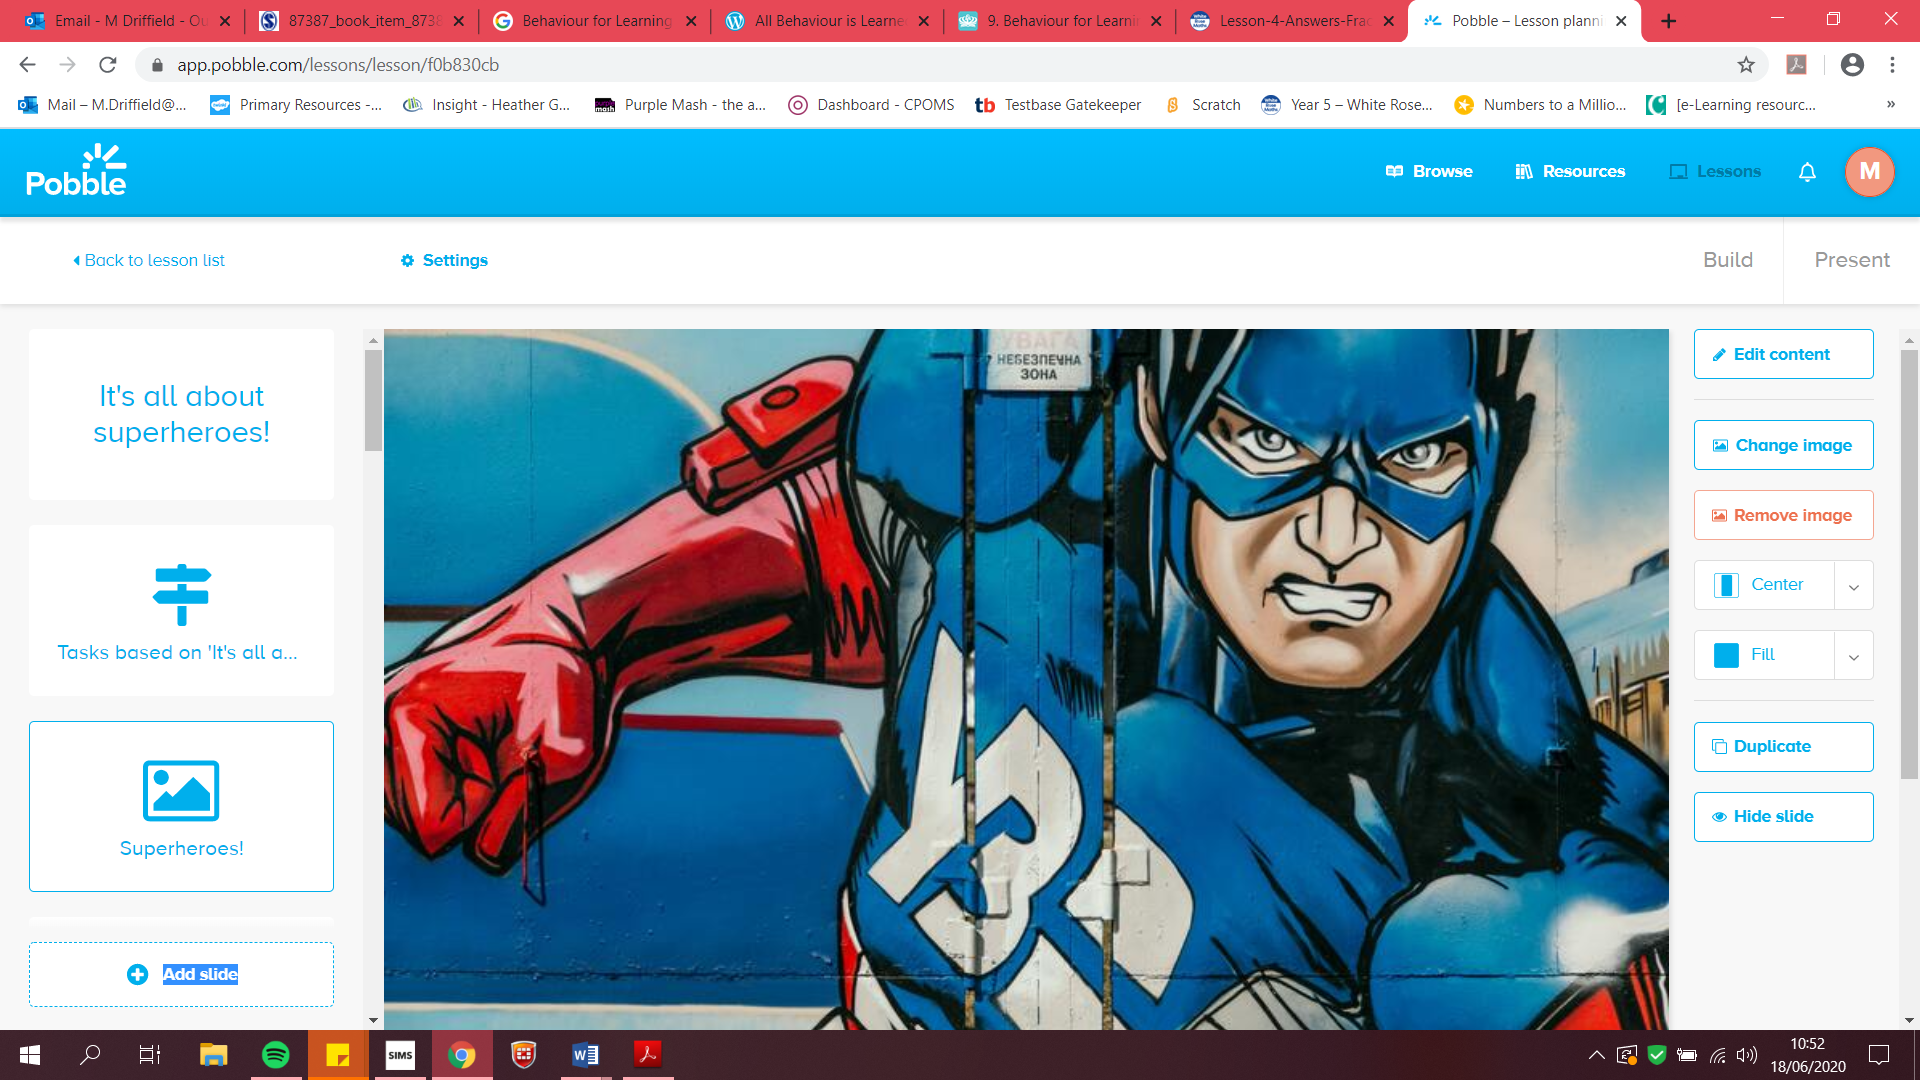 Email - M Driffield - Ou
87387_book_item_8738
Behaviour for Learning
All Behaviour is Learne
9. Behaviour for Learni
Lesson-4-Answers-Frac
Pobble – Lesson planni
app.pobble.com/lessons/lesson/f0b830cb
Mail – M.Driffield@...
Primary Resources -...
Insight - Heather G...
Purple Mash - the a...
Dashboard - CPOMS
tb Testbase Gatekeeper
Scratch
Year 5 – White Rose...
Numbers to a Millio...
[e-Learning resourc...
»
Pobble
Browse
Resources
Lessons
M
Back to lesson list
Settings
Build
Present
It's all about
superheroes!
Tasks based on 'It's all a...
Superheroes!
Add slide
УВАГА
НЕБЕЗПЕЧНА
ЗОНА
Edit content
Change image
Remove image
Center
Fill
Duplicate
Hide slide
SIMS
10:52
18/06/2020